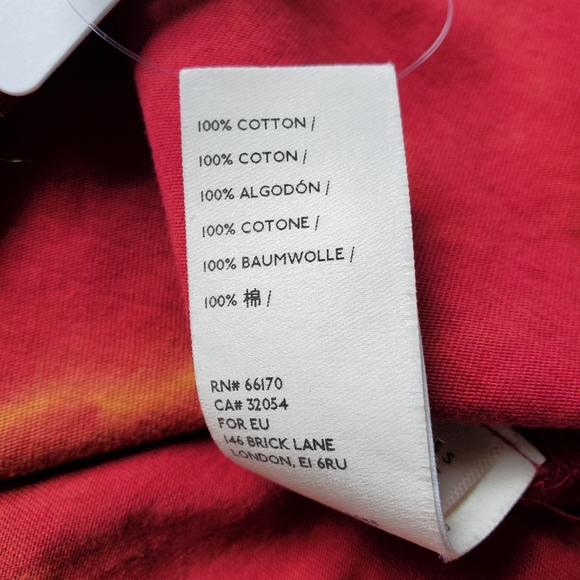 100% COTTON /
100% COTON /
100% ALGODÓN /
100% COTONE /
100% BAUMWOLLE /
100% 棉 /
RN# 66170
CA# 32054
FOR EU
146 BRICK LANE
LONDON, E1 6RU